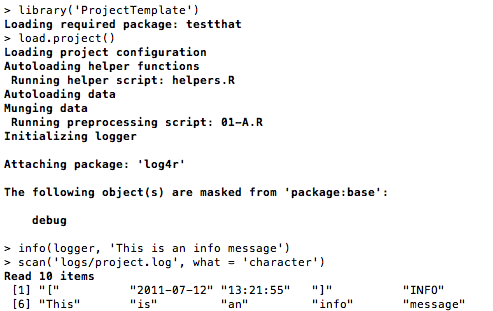 > library('ProjectTemplate')
Loading required package: testthat
> load.project()
Loading project configuration
Autoloading helper functions
 Running helper script: helpers.R
Autoloading data
Munging data
 Running preprocessing script: 01-A.R
Initializing logger

Attaching package: 'log4r'

The following object(s) are masked from 'package:base':

    debug

> info(logger, 'This is an info message')
> scan('logs/project.log', what = 'character')
Read 10 items
 [1] "["          "2011-07-12" "13:21:55"   "]"          "INFO"
 [6] "This"       "is"         "an"         "info"       "message"